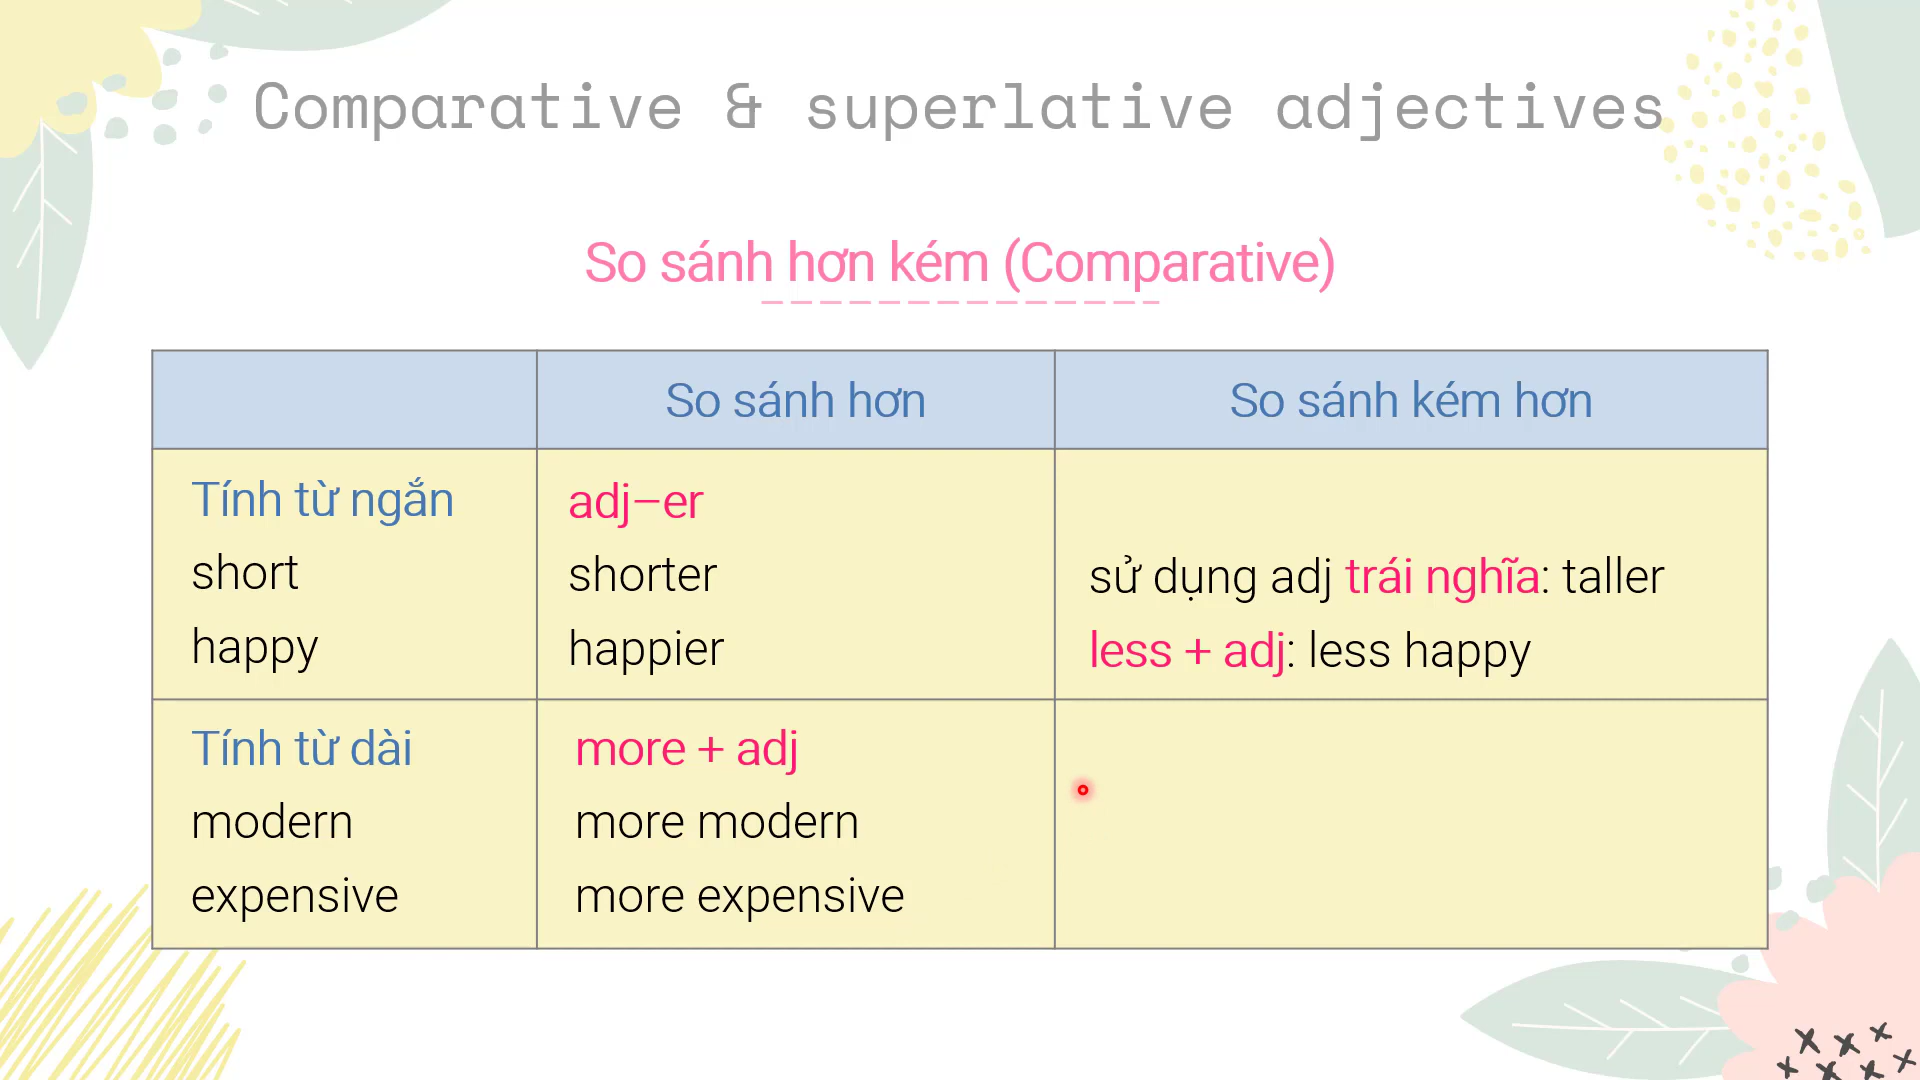 Comparative & superlative adjectives
So sánh hơn kém (Comparative)
So sánh hơn
So sánh kém hơn
Tính từ ngắn
short
happy
adj–er
shorter
happier
sử dụng adj trái nghĩa: taller
less + adj: less happy
Tính từ dài
modern
expensive
more + adj
more modern
more expensive